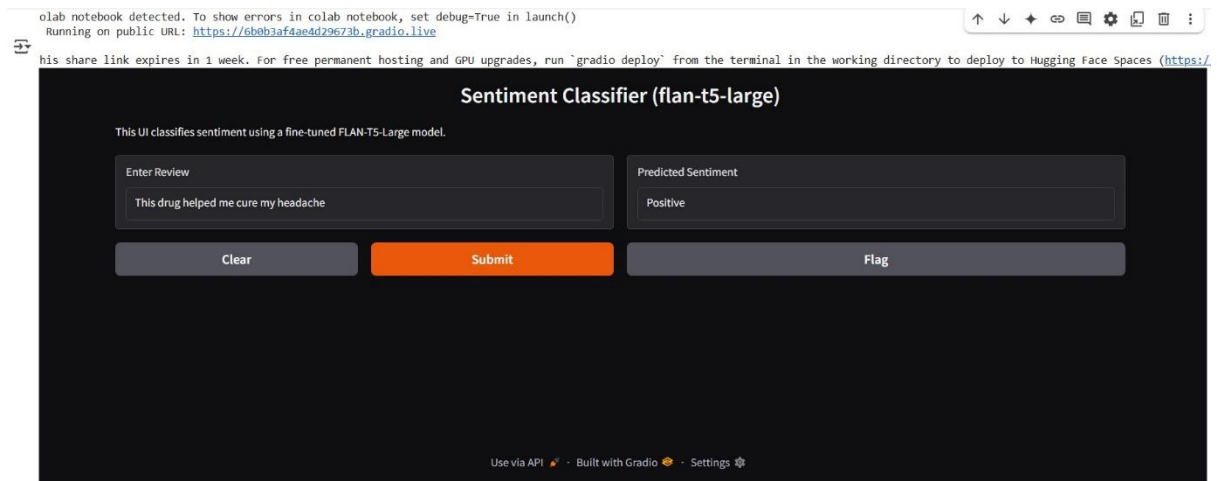 olab notebook detected. To show errors in colab notebook, set debug=True in launch()
Running on public URL: https://6b0b3af4ae4d29673b.gradio.live
his share link expires in 1 week. For free permanent hosting and GPU upgrades, run `gradio deploy` from the terminal in the working directory to deploy to Hugging Face Spaces (https:/
Sentiment Classifier (flan-t5-large)
This UI classifies sentiment using a fine-tuned FLAN-T5-Large model.
Enter Review
This drug helped me cure my headache
Predicted Sentiment
Positive
Clear
Submit
Flag
Use via API · Built with Gradio · Settings